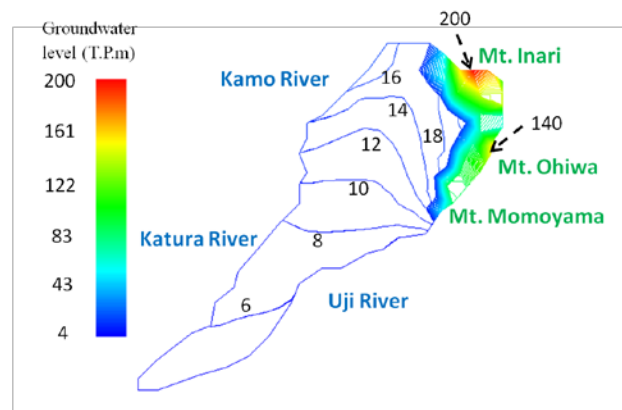 Groundwater
level (T.P.m)
200
161
122
83
43
4
200
Mt. Inari
Kamo River
16
14
18
12
140
Mt. Ohiwa
10
Mt. Momoyama
8
Katura River
6
Uji River